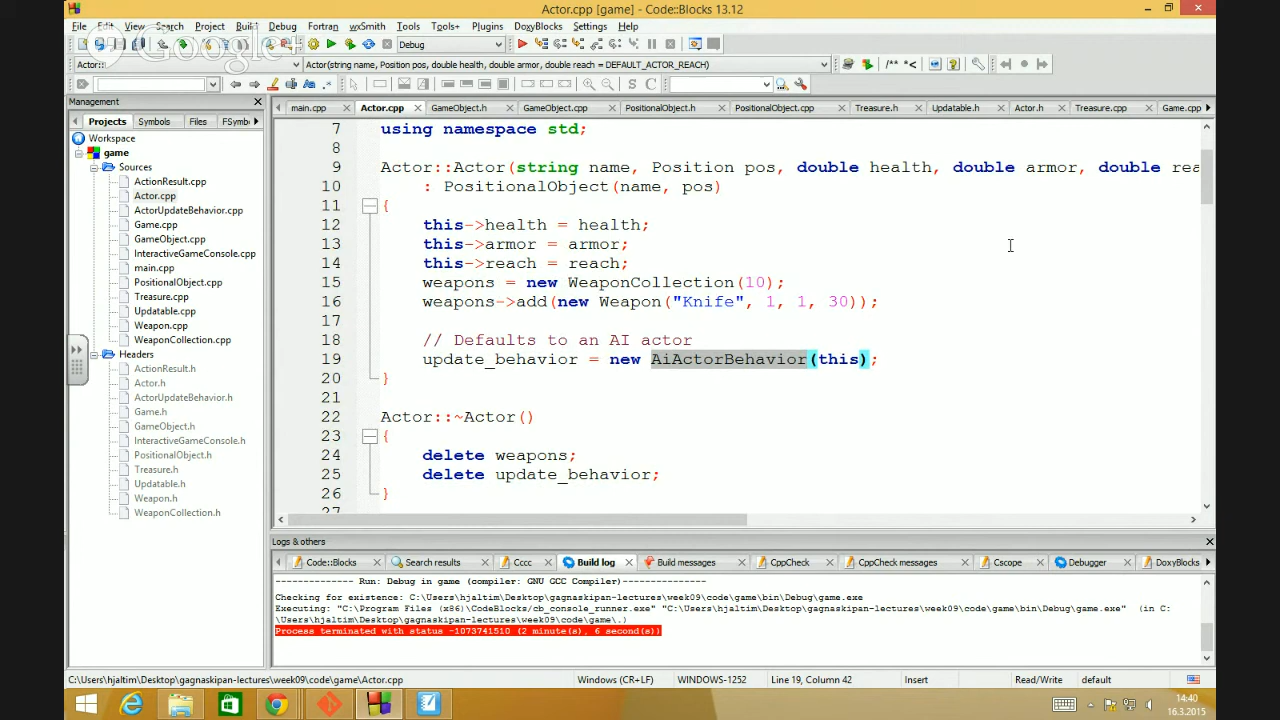 Actor.cpp [game] - Code::Blocks 13.12
File Edit View Search Project Build Debug Fortran wxSmith Tools Tools+ Plugins DoxyBlocks Settings Help
Google+
Debug
Actor:: Actor(string name, Position pos, double health, double armor, double reach = DEFAULT_ACTOR_REACH)
/** *<
S C
Management
main.cpp Actor.cpp GameObject.h GameObject.cpp PositionalObject.h PositionalObject.cpp Treasure.h Updatable.h Actor.h Treasure.cpp Game.cpp
Projects Symbols Files FSymbo
Workspace
game
Sources
ActionResult.cpp
Actor.cpp
ActorUpdateBehavior.cpp
Game.cpp
GameObject.cpp
InteractiveGameConsole.cpp
main.cpp
PositionalObject.cpp
Treasure.cpp
Updatable.cpp
Weapon.cpp
WeaponCollection.cpp
Headers
ActionResult.h
Actor.h
ActorUpdateBehavior.h
Game.h
GameObject.h
InteractiveGameConsole.h
PositionalObject.h
Treasure.h
Updatable.h
Weapon.h
WeaponCollection.h
7 using namespace std;
8
9 Actor::Actor(string name, Position pos, double health, double armor, double rea
10 : PositionalObject(name, pos)
11 {
12 this->health = health;
13 this->armor = armor;
14 this->reach = reach;
15 weapons = new WeaponCollection(10);
16 weapons->add(new Weapon("Knife", 1, 1, 30));
17
18 // Defaults to an AI actor
19 update_behavior = new AiActorBehavior(this);
20 }
21
22 Actor::~Actor()
23 {
24 delete weapons;
25 delete update_behavior;
26 }
27
Logs & others
Code::Blocks Search results Cccc Build log Build messages CppCheck CppCheck messages Cscope Debugger DoxyBlocks
-------------- Run: Debug in game (compiler: GNU GCC Compiler)---------------
Checking for existence: C:\Users\hjaltim\Desktop\gagnaskipan-lectures\week09\code\game\bin\Debug\game.exe
Executing: "C:\Program Files (x86)\CodeBlocks/cb_console_runner.exe" "C:\Users\hjaltim\Desktop\gagnaskipan-lectures\week09\code\game\bin\Debug\game.exe" (in C:
\Users\hjaltim\Desktop\gagnaskipan-lectures\week09\code\game\.)
Process terminated with status -1073741510 (2 minute(s), 6 second(s))
C:\Users\hjaltim\Desktop\gagnaskipan-lectures\week09\code\game\Actor.cpp Windows (CR+LF) WINDOWS-1252 Line 19, Column 42 Insert Read/Write default
14:40
16.3.2015